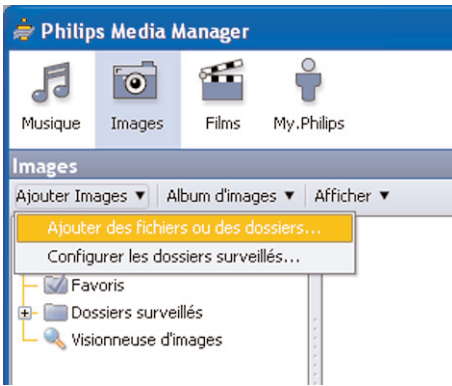 Philips Media Manager
Musique Images Films My.Philips
Images
Ajouter Images ▼ Album d'images ▼ Afficher ▼
Ajouter des fichiers ou des dossiers...
Configurer les dossiers surveillés...
Favoris
Dossiers surveillés
Visionneuse d'images